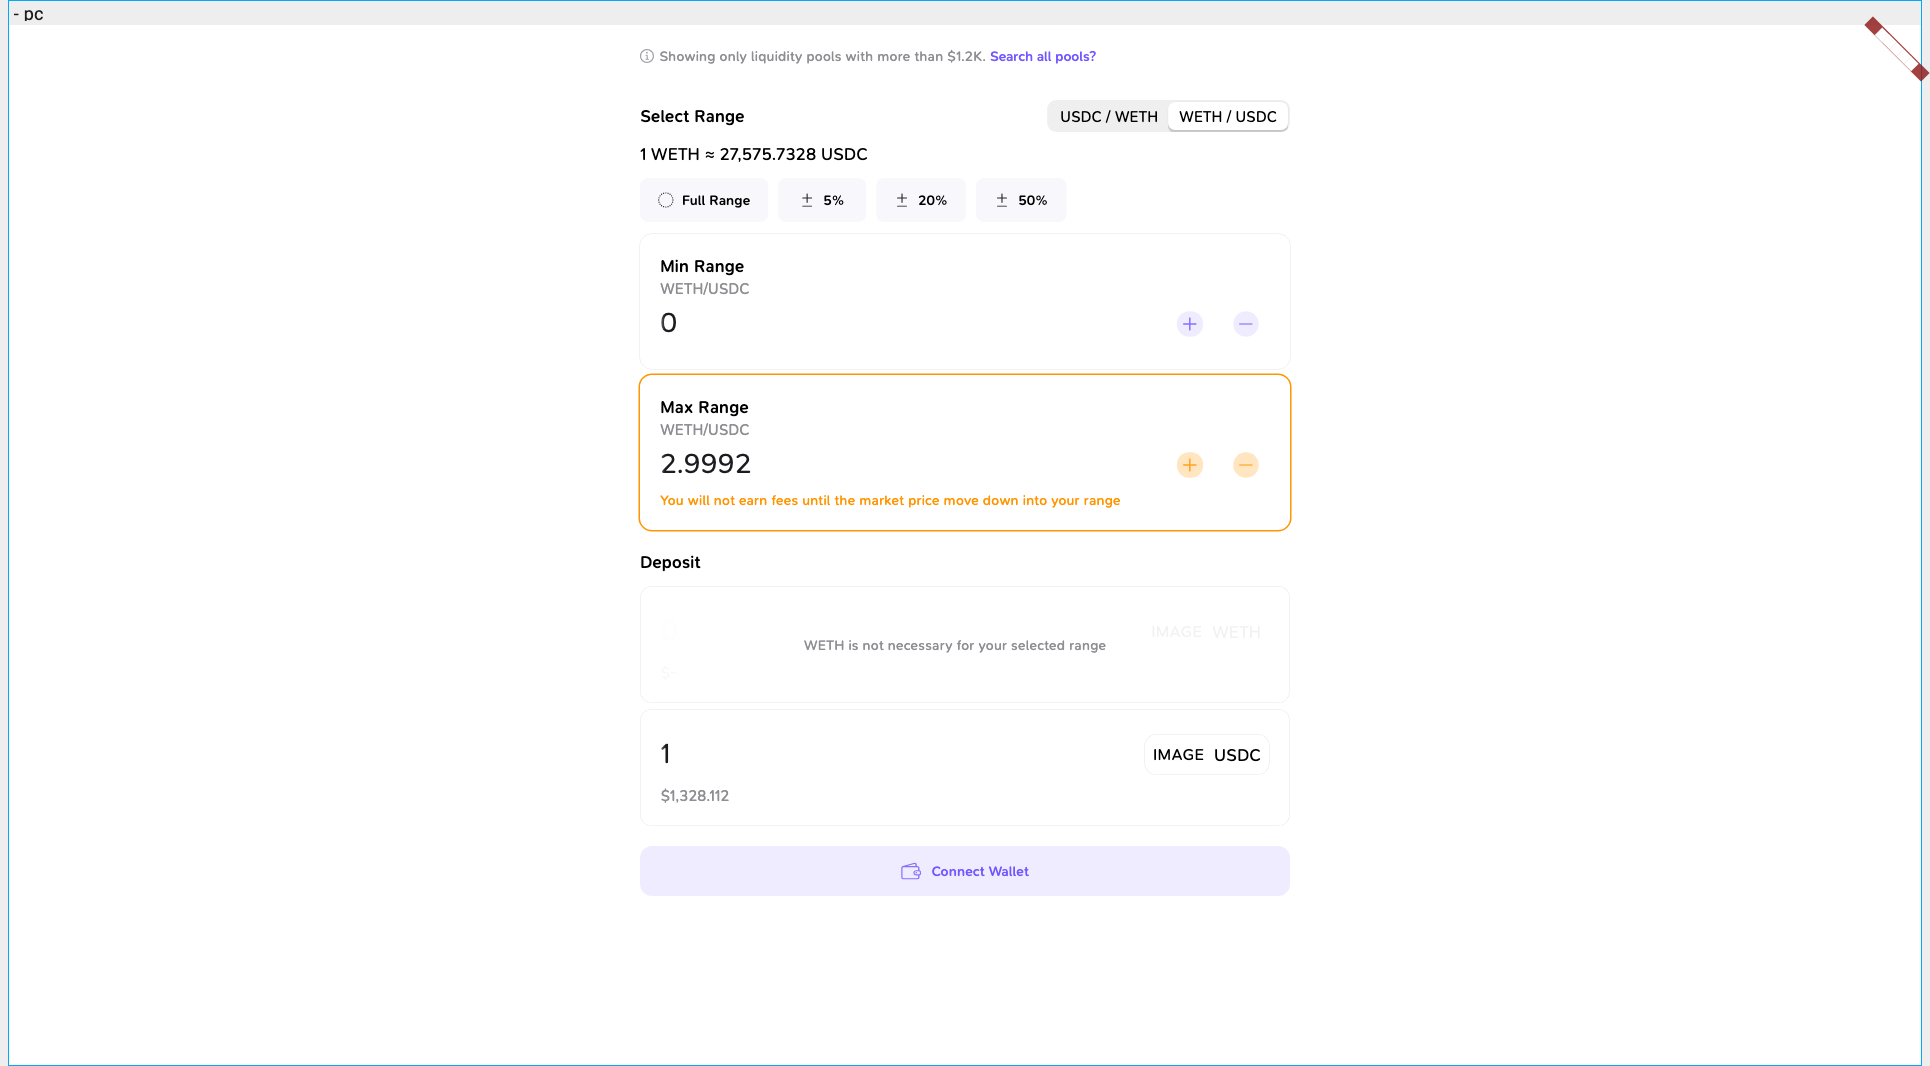 - pc
Showing only liquidity pools with more than $1.2K. Search all pools?
Select Range
USDC / WETH
WETH / USDC
1 WETH ≈ 27,575.7328 USDC
Full Range
± 5%
± 20%
± 50%
Min Range
WETH/USDC
0
Max Range
WETH/USDC
2.9992
You will not earn fees until the market price move down into your range
Deposit
0
IMAGE WETH
WETH is not necessary for your selected range
1
IMAGE USDC
$1,328.112
Connect Wallet